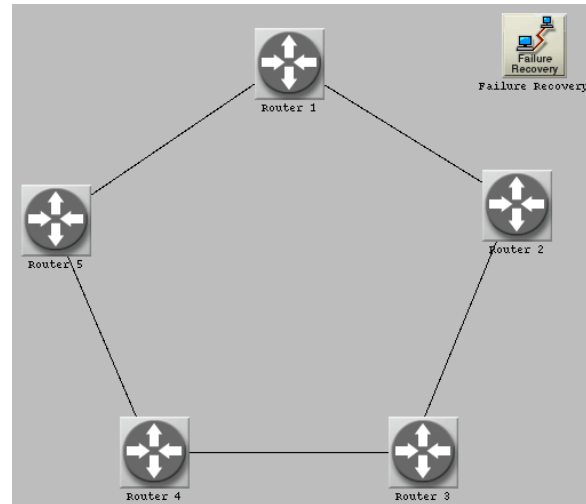 Failure
Recovery
Failure Recovery
Router 1
Router 2
Router 5
Router 4
Router 3